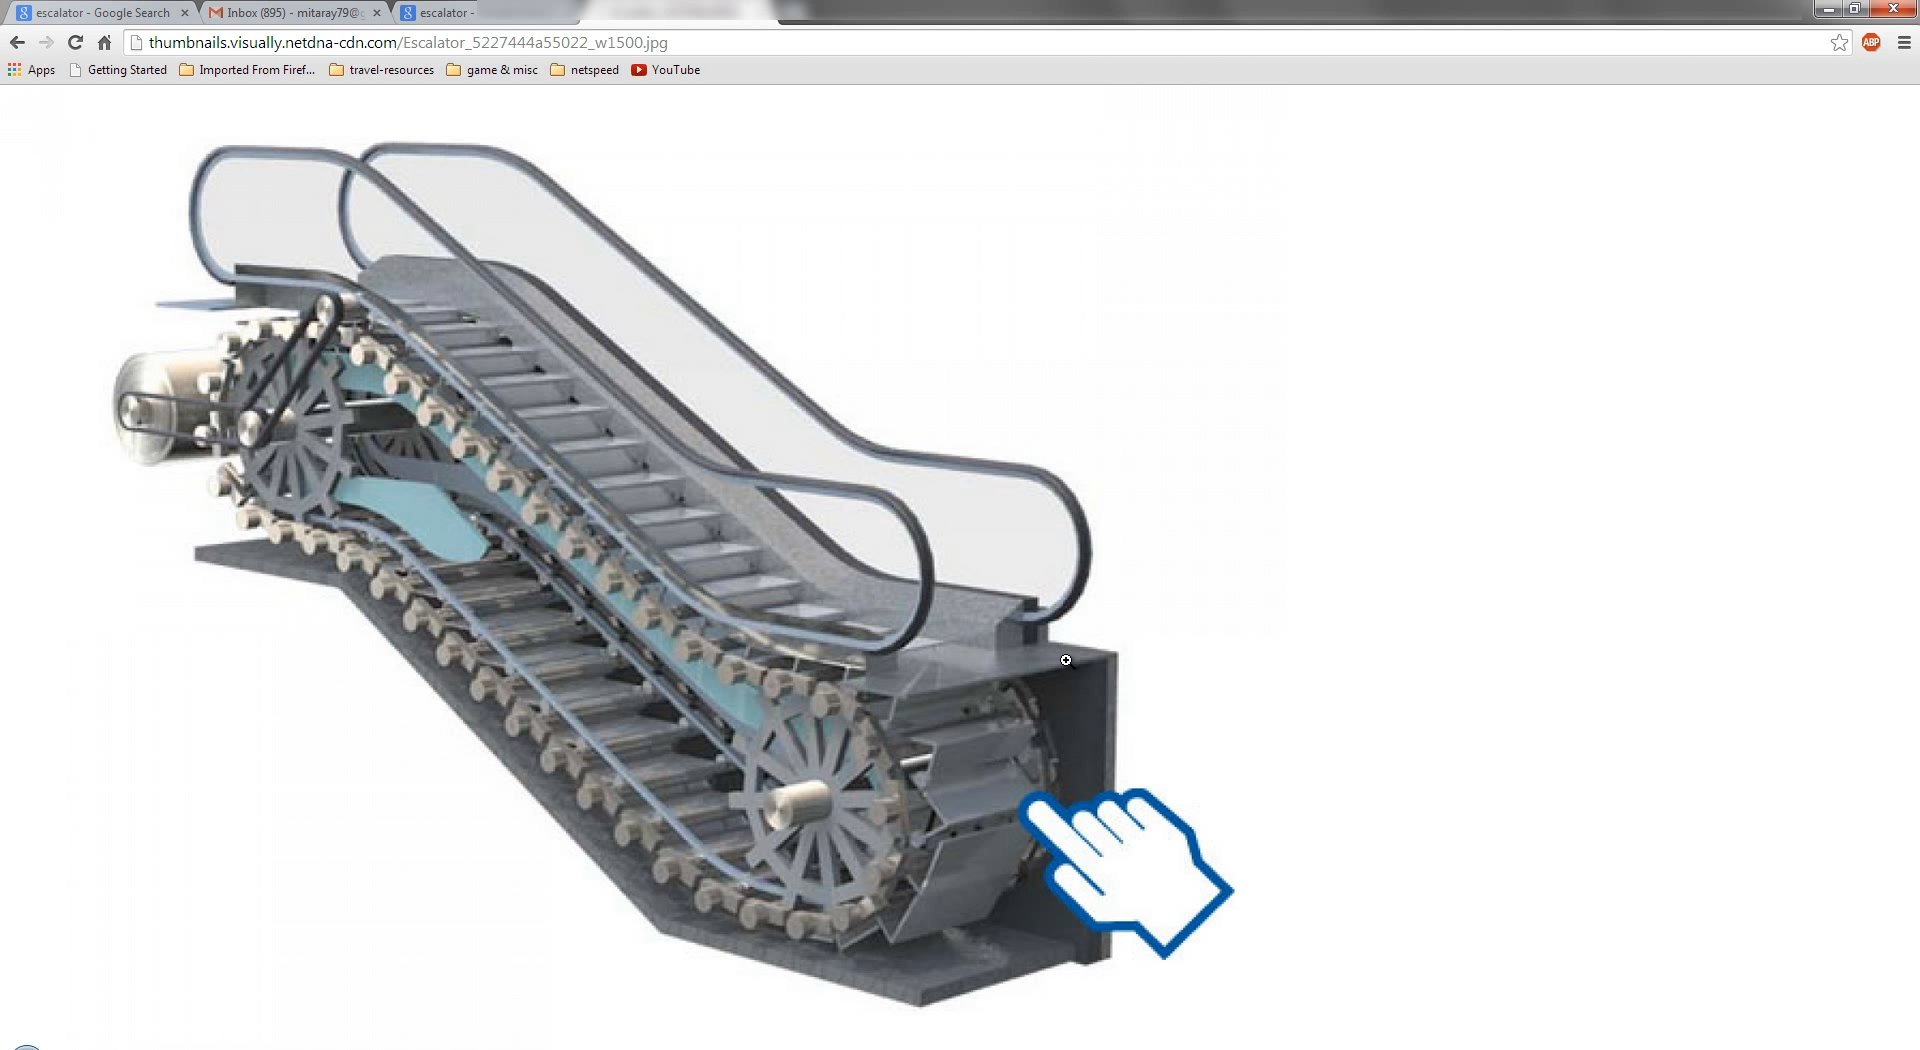 escalator - Google Search
Inbox (895) - mitaray79@
escalator -
thumbnails.visually.netdna-cdn.com/Escalator_5227444a55022_w1500.jpg
ABP
Apps Getting Started Imported From Firef... travel-resources game & misc netspeed YouTube